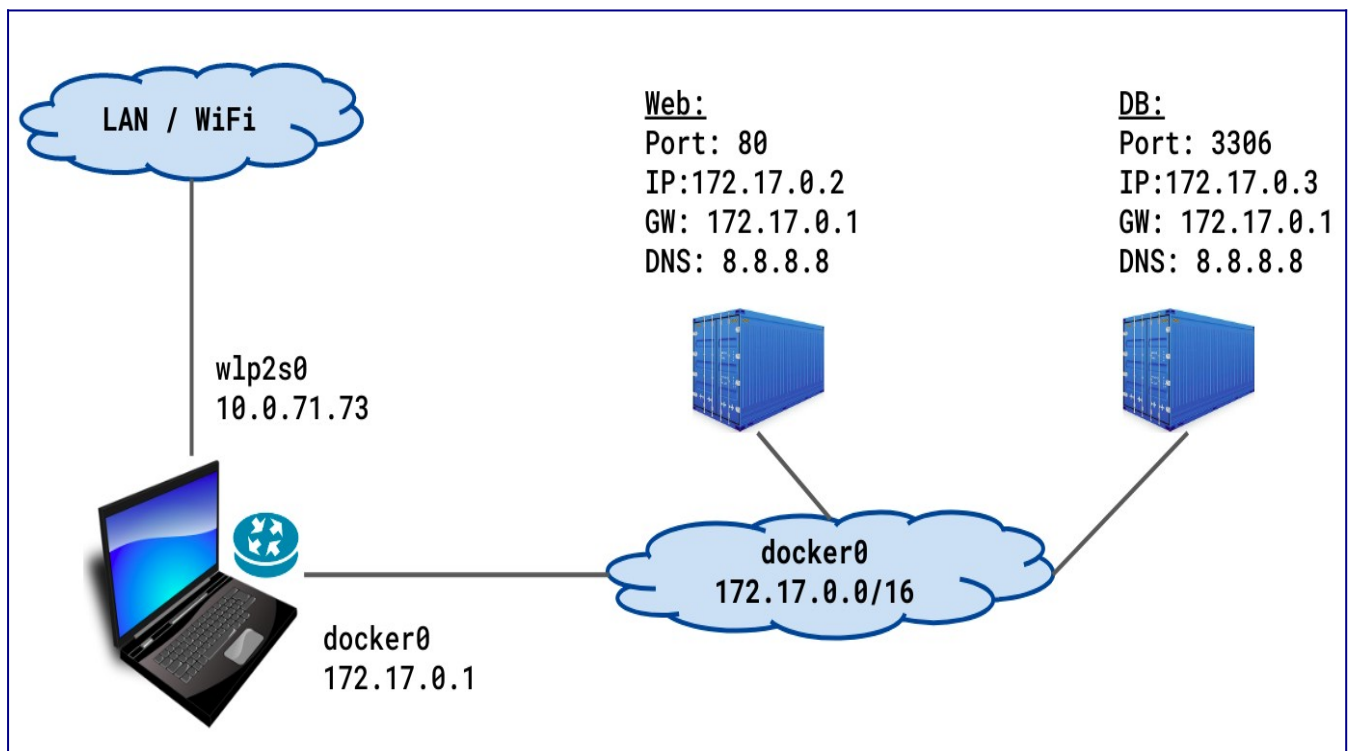 LAN / WiFi
Web:
Port: 80
IP:172.17.0.2
GW: 172.17.0.1
DNS: 8.8.8.8
DB:
Port: 3306
IP:172.17.0.3
GW: 172.17.0.1
DNS: 8.8.8.8
wlp2s0
10.0.71.73
docker0
172.17.0.0/16
docker0
172.17.0.1